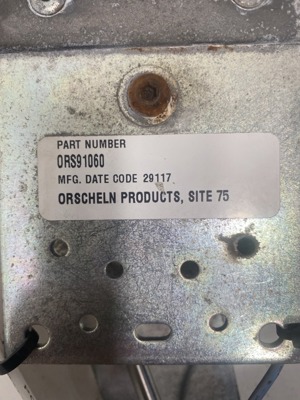 PART NUMBER
ORS91060
MFG. DATE CODE 29117
ORSCHELN PRODUCTS, SITE 75